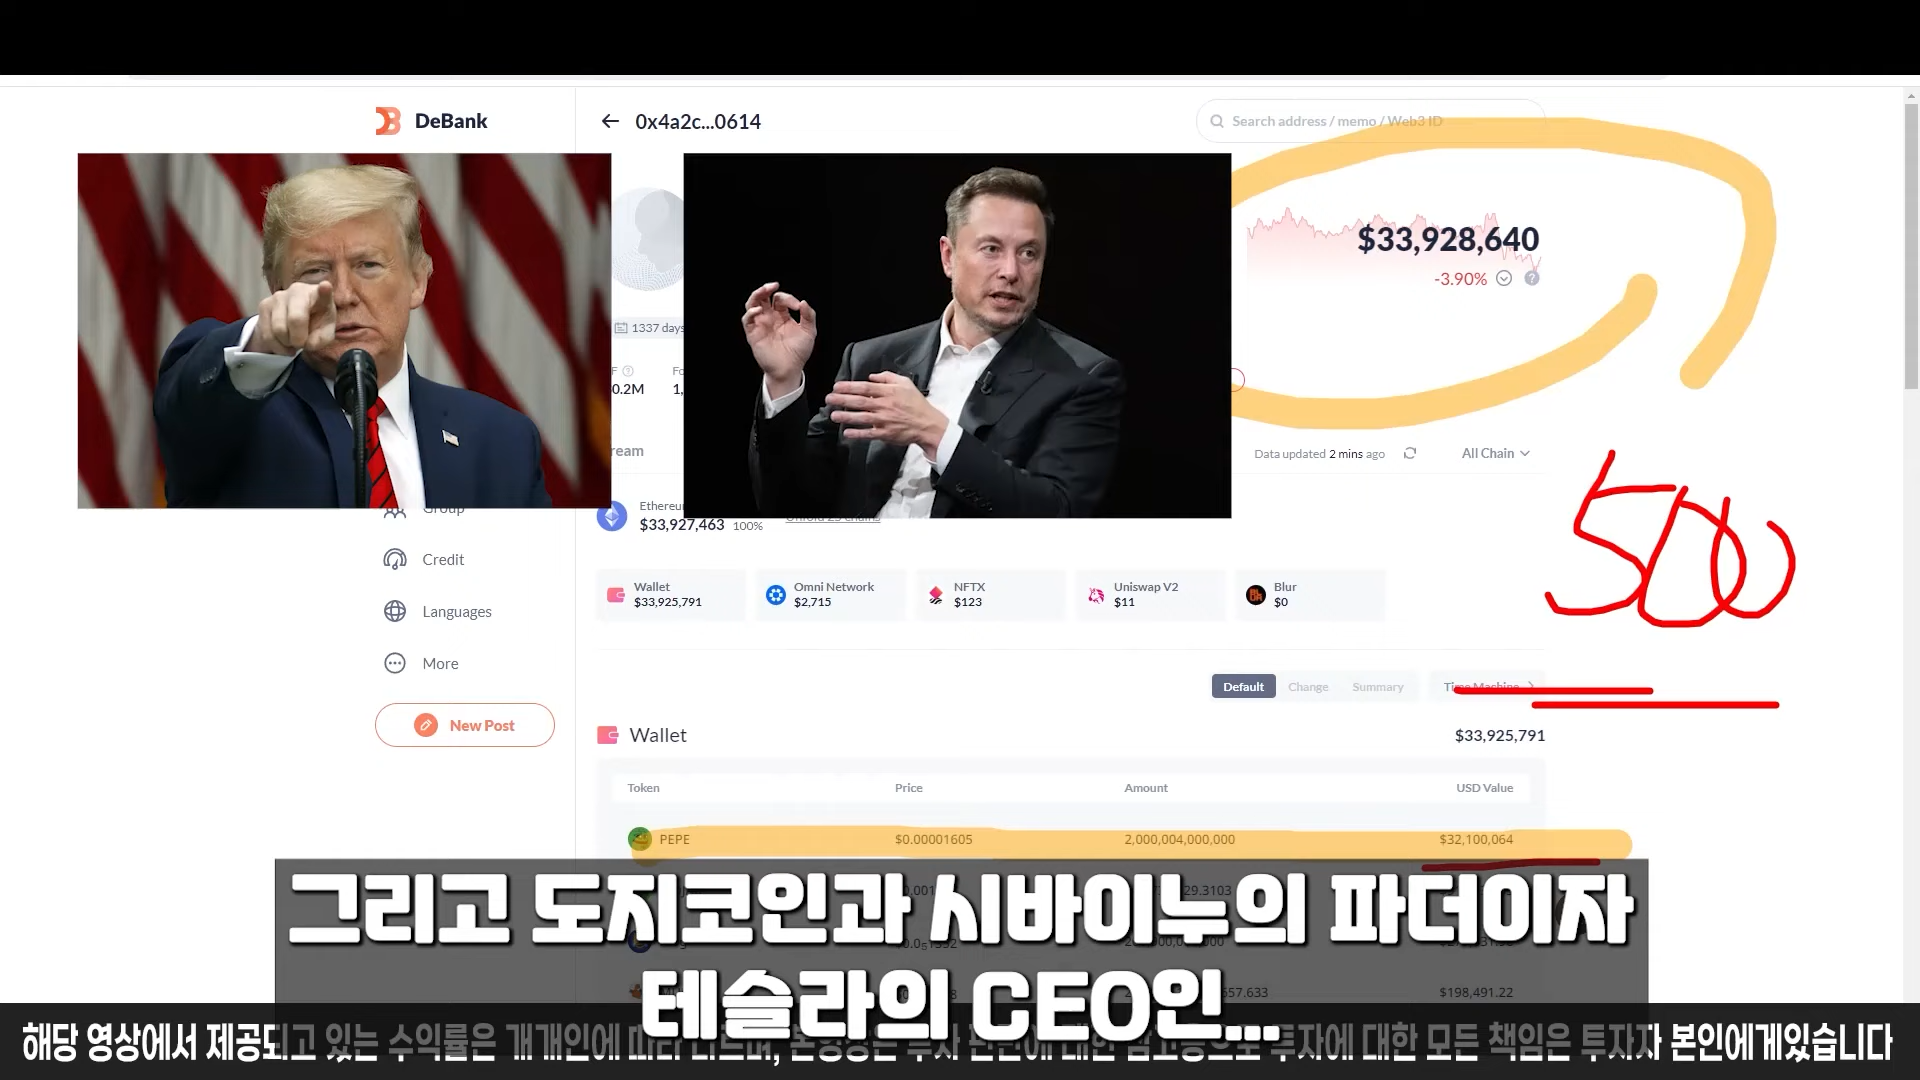 DeBank
0x4a2c...0614
Search address / memo / Web3 ID
$33,928,640
-3.90%
1337 days
0.2M
1,
Data updated 2 mins ago
All Chain
ream
500
Group
$33,927,463 100%
Credit
Languages
More
New Post
Wallet
$33,925,791
Omni Network
$2,715
NFTX
$123
Uniswap V2
$11
Blur
$0
Default
Change
Summary
Time Machine
Wallet
$33,925,791
Token
Price
Amount
USD Value
PEPE
$0.00001605
2,000,004,000,000
$32,100,064
그리고 도지코인과 시바이누의 파더이자
테슬라의 CEO인...
$198,491.22
해당 영상에서 제공되고 있는 수익률은 개개인에 따라 다르며, 본영상은 투자 판단에 대한 참고용으로 투자에 대한 모든 책임은 투자자 본인에게있습니다